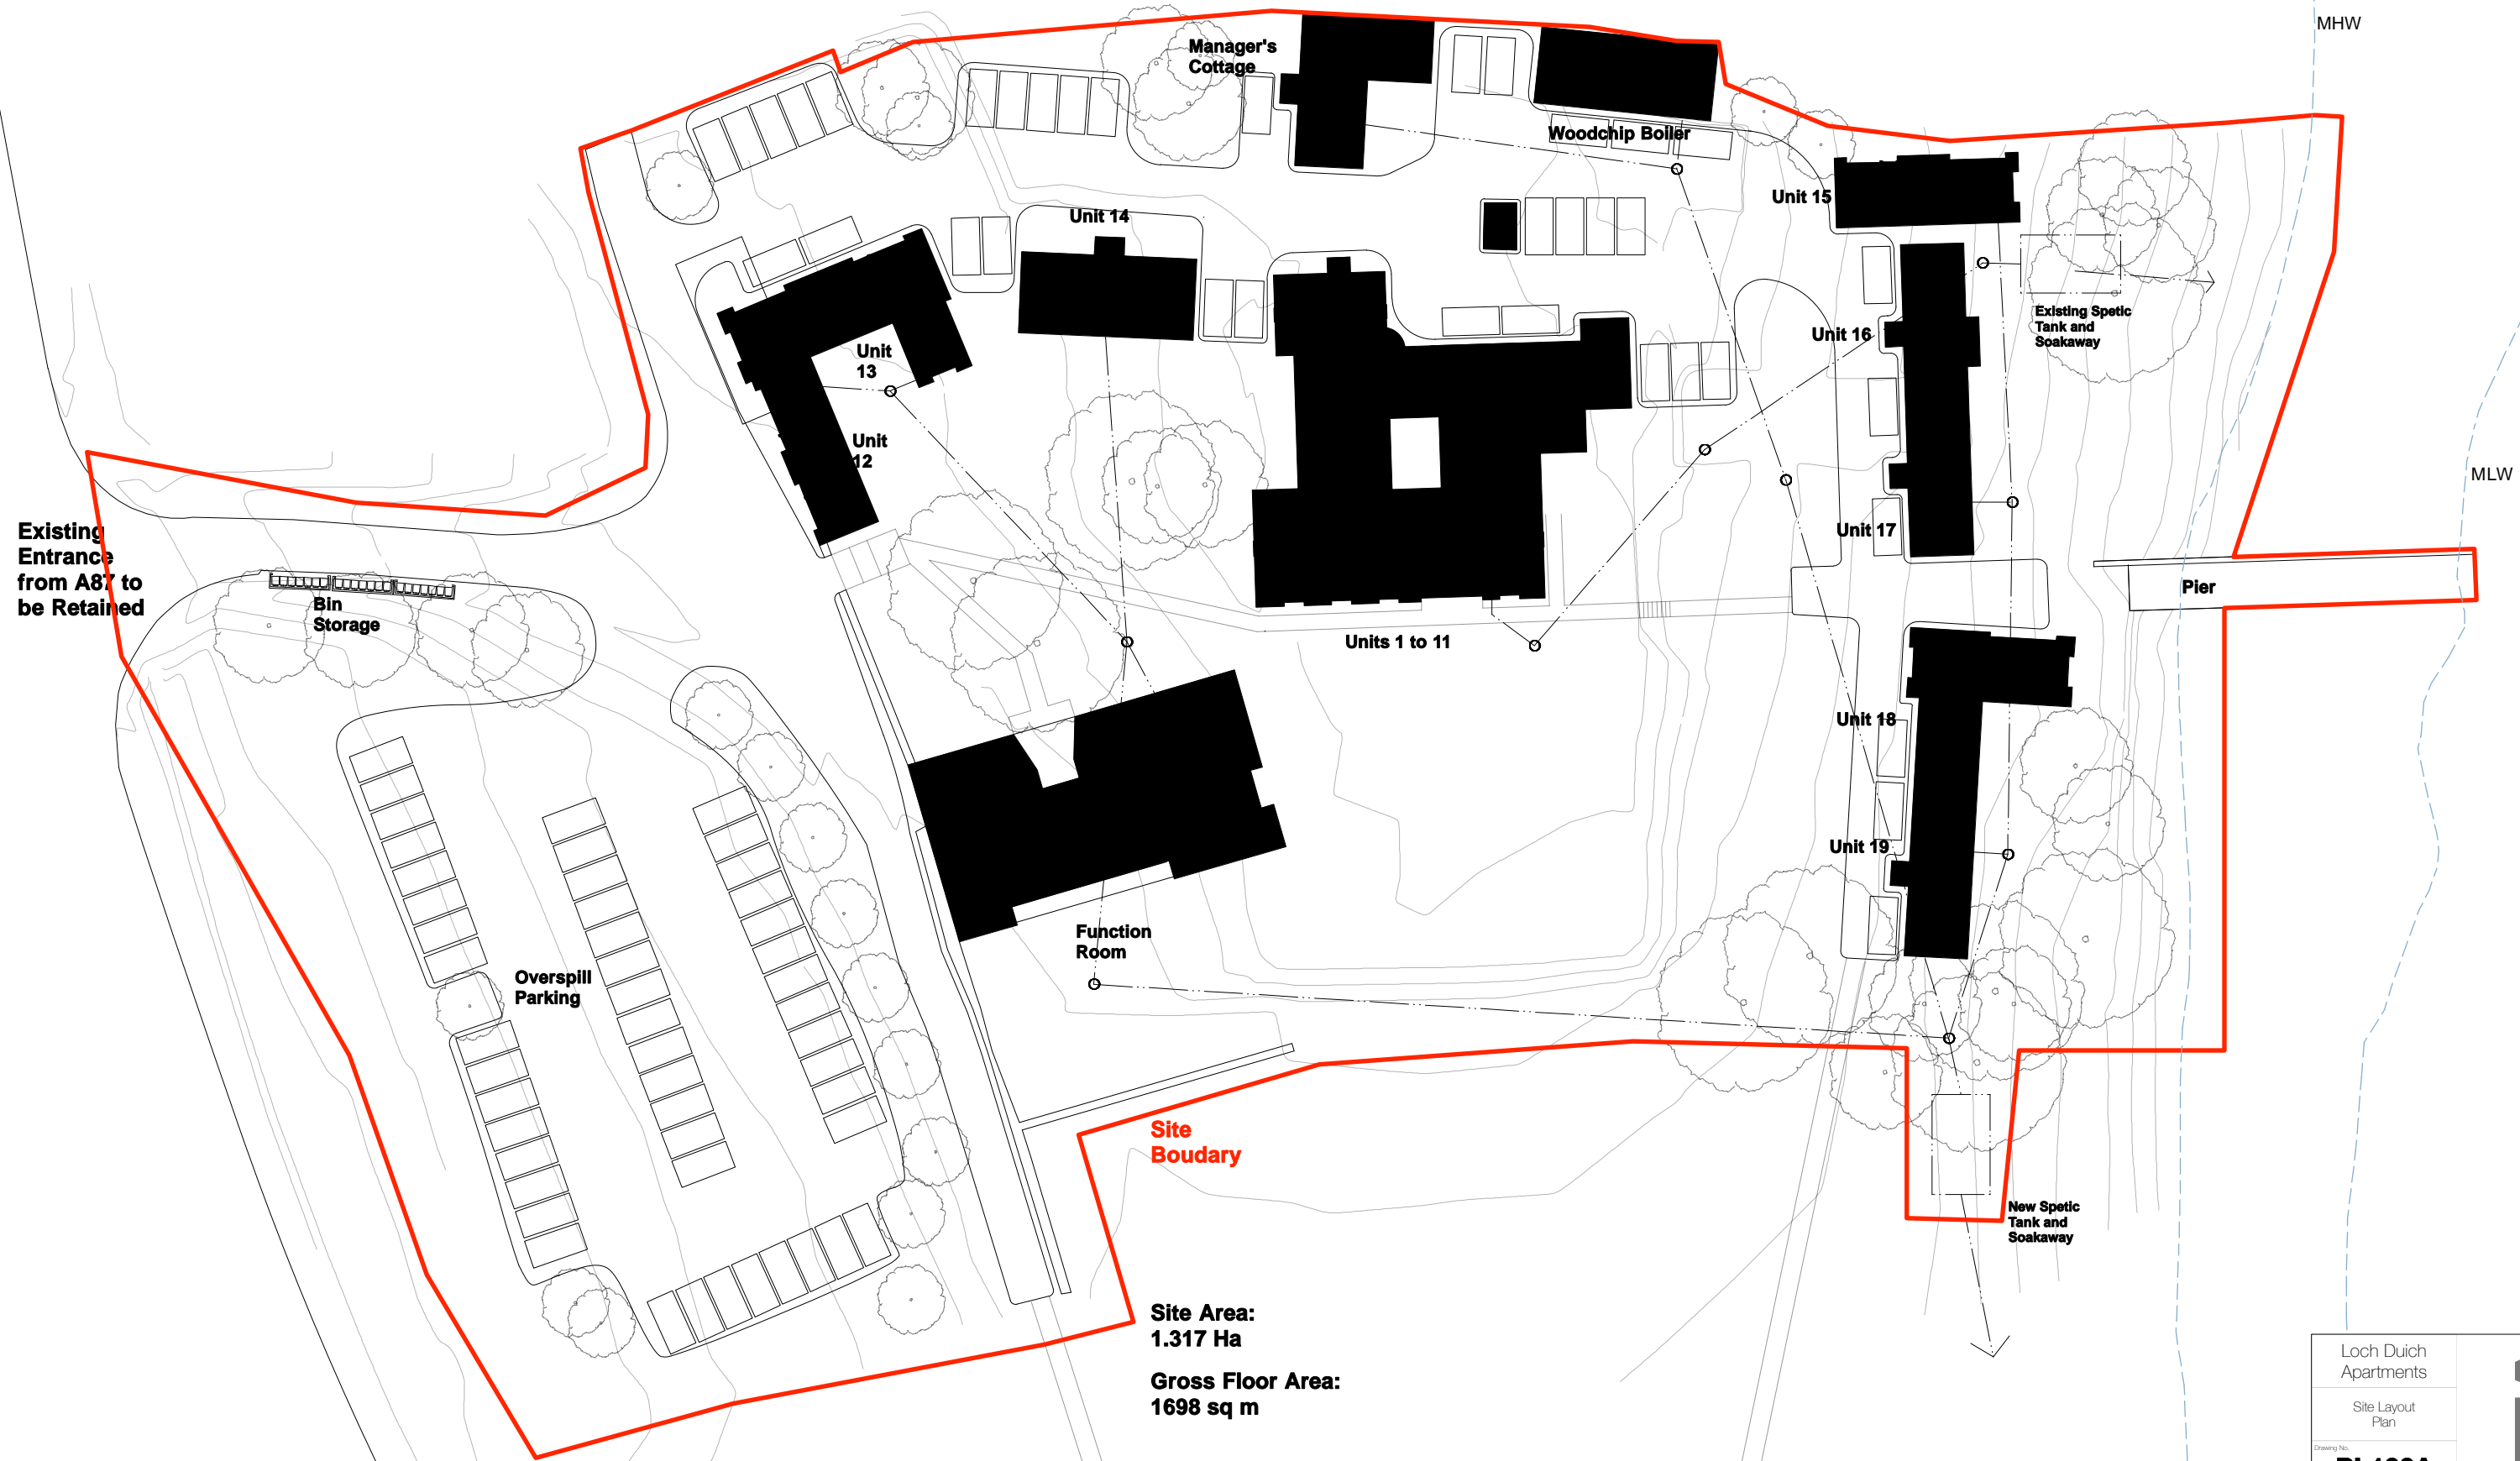 MHW
Manager's
Cottage
Woodchip Boiler
Unit 15
Unit 14
Existing Spetic
Tank and
Soakaway
Unit 16
Unit
13
Unit
12
MLW
Existing
Entrance
from A87 to
be Retained
Unit 17
Pier
Bin
Storage
Units 1 to 11
Unit 18
Unit 19
Function
Room
Overspill
Parking
Site
Boudary
New Spetic
Tank and
Soakaway
Site Area:
1.317 Ha
Gross Floor Area:
1698 sq m
Loch Duich
Apartments
Site Layout
Plan
Drawing No.